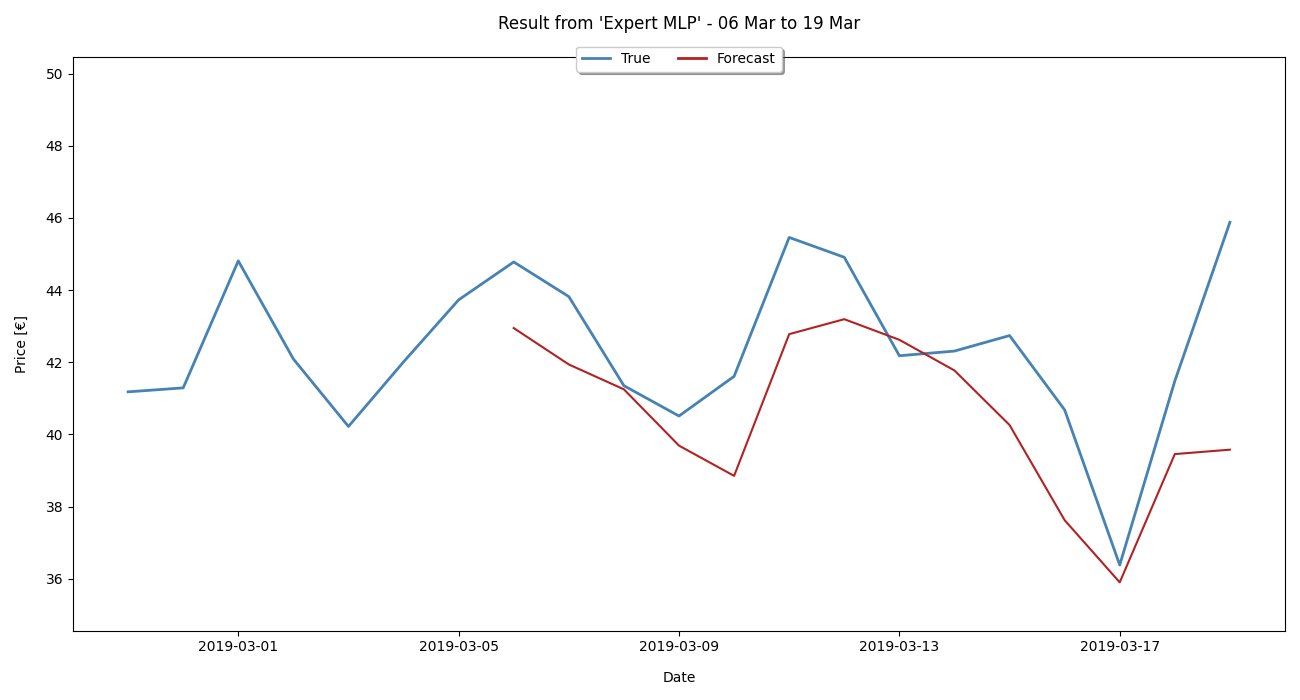 Result from 'Expert MLP' - 06 Mar to 19 Mar
True Forecast
50
48
46
44
42
40
38
36
Price [€]
2019-03-01 2019-03-05 2019-03-09 2019-03-13 2019-03-17
Date